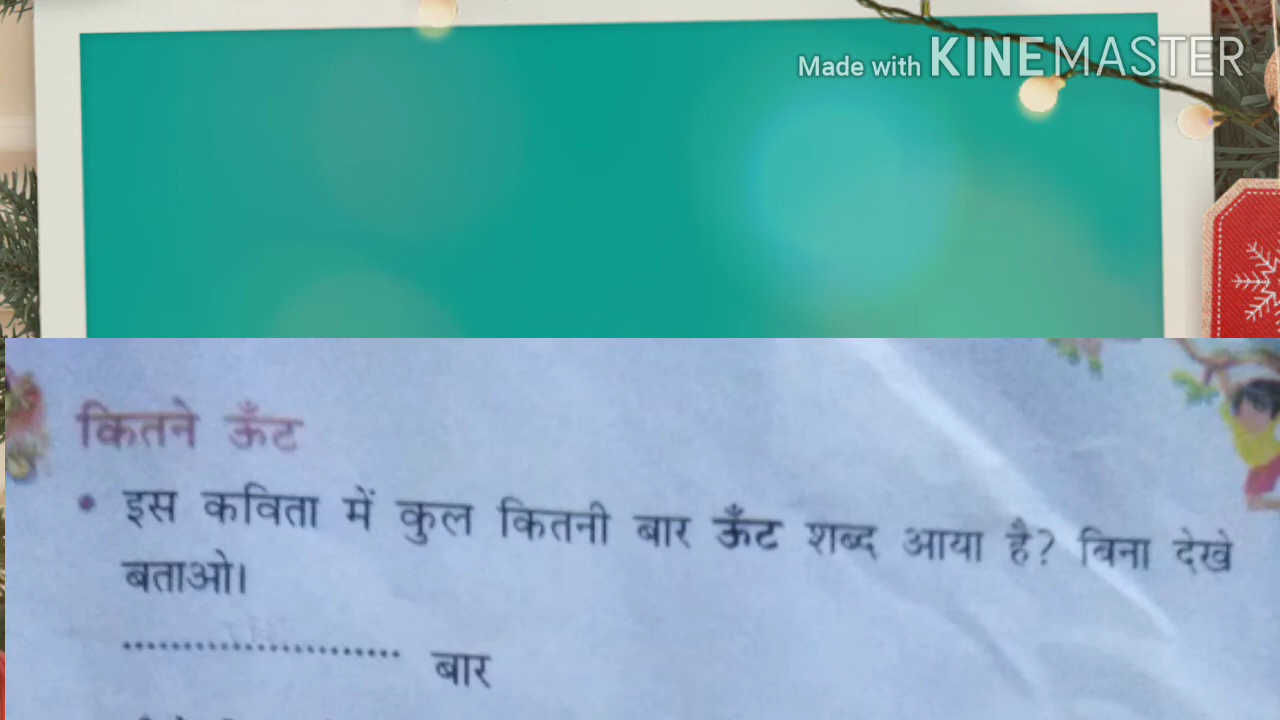 Made with KINEMASTER
कितने ऊँट
• इस कविता में कुल कितनी बार ऊँट शब्द आया है? बिना देखे
बताओ।
........................ बार